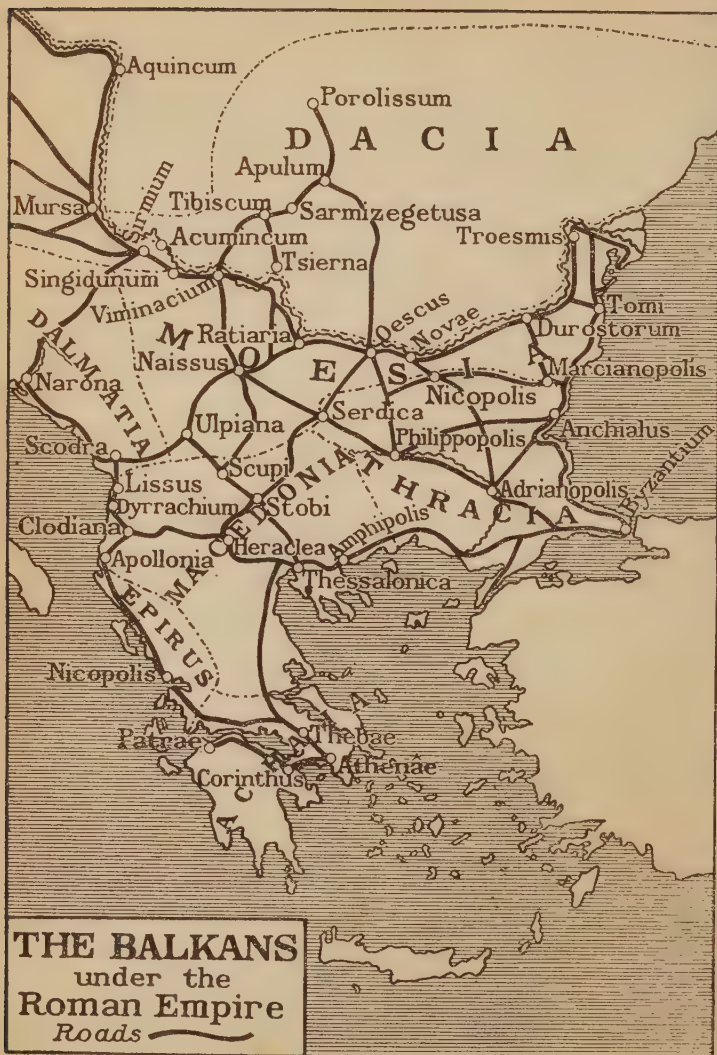 Aquincum
Porolissum
DACIA
Apulum
Mursa
Sirmium
Tibiscum
Sarmizegetusa
Acumincum
Troesmis
Singidunum
Tsierna
Viminacium
Oescus
Novae
Tomi
Durostorum
DALMATIA
MOESIA
Ratiaria
Naissus
Marcianopolis
Narona
Nicopolis
Serdica
Ulpiana
Anchialus
Philippopolis
Scodra
Scupi
THRACIA
Adrianopolis
Byzantium
Lissus
Stobi
Dyrrachium
MACEDONIA
Amphipolis
Clodiana
Heraclea
Apollonia
Thessalonica
EPIRUS
Nicopolis
ACHAIA
Patrae
Thebae
Athenâe
Corinthus
THE BALKANS
under the
Roman Empire
Roads